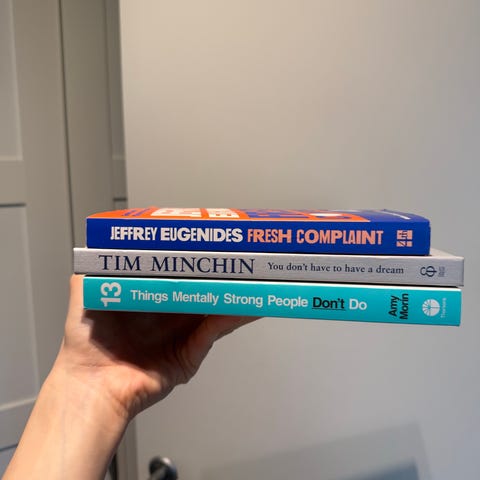 JEFFREY EUGENIDES FRESH COMPLAINT
TIM MINCHIN You don't have to have a dream
13 Things Mentally Strong People Don't Do Amy Morin